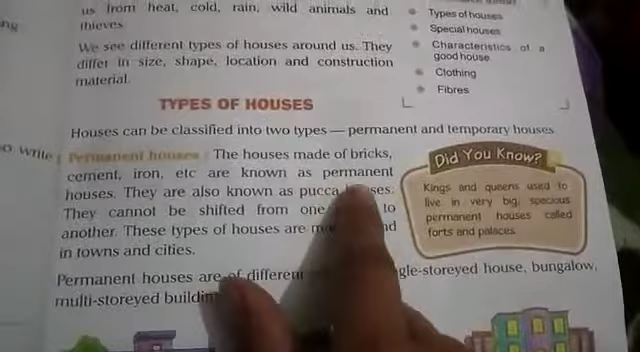 us from heat, cold, rain, wild animals and
thieves.
We see different types of houses around us. They
differ in size, shape, location and construction
material.
Types of houses
Special houses
Characteristics of a
good house
Clothing
Fibres
TYPES OF HOUSES
Houses can be classified into two types — permanent and temporary houses
write
Permanent houses : The houses made of bricks,
cement, iron, etc are known as permanent
houses. They are also known as pucca
They cannot be shifted from one to
another. These types of houses are
in towns and cities.
Did You Know?
Kings and queens used to
live in very big, spacious
permanent houses called
forts and palaces
Permanent houses are of different house, bungalow,
multi-storeyed